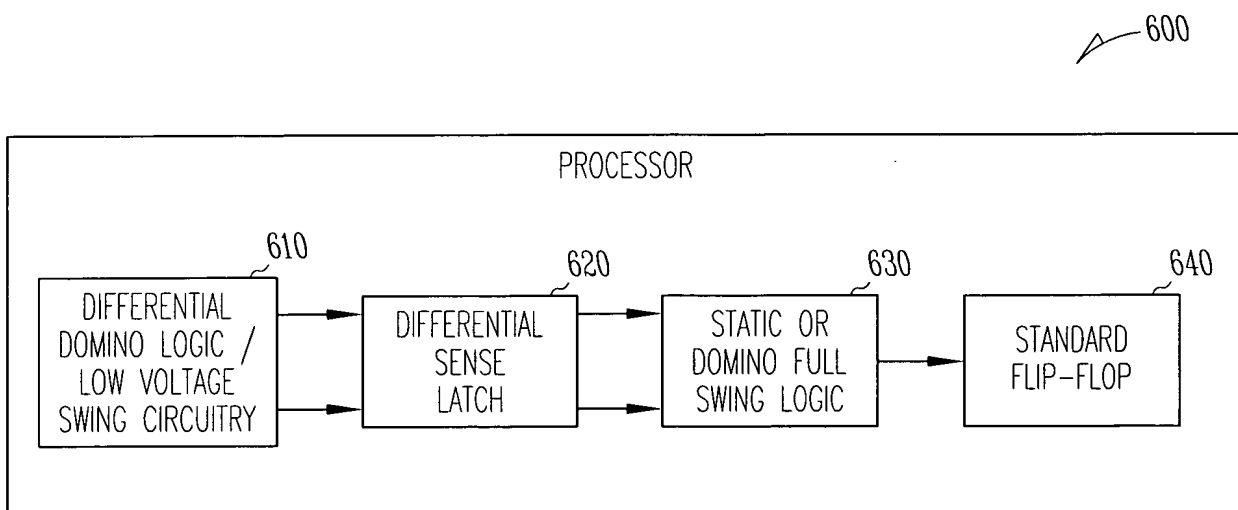 600
PROCESSOR
610
DIFFERENTIAL
DOMINO LOGIC /
LOW VOLTAGE
SWING CIRCUITRY
620
DIFFERENTIAL
SENSE
LATCH
630
STATIC OR
DOMINO FULL
SWING LOGIC
640
STANDARD
FLIP-FLOP